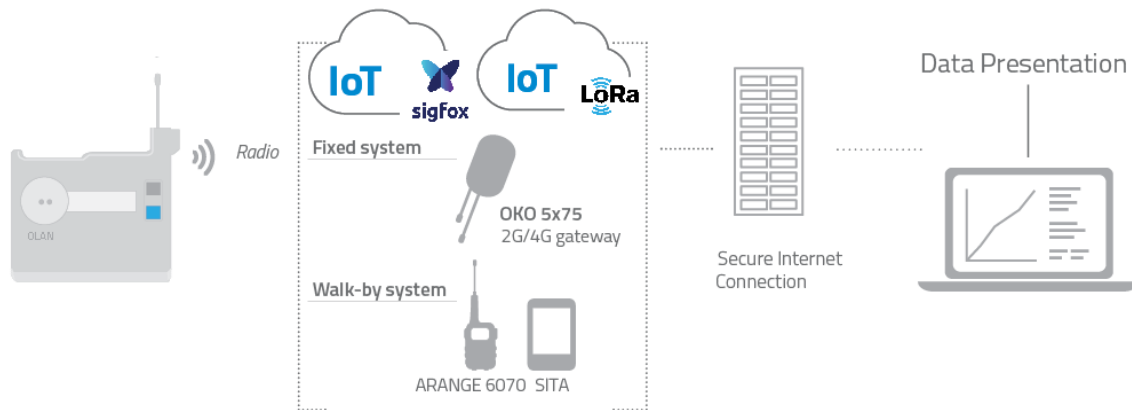 OLAN
Radio
IoT
sigfox
IoT
LoRa
Fixed system
OKO 5x75
2G/4G gateway
Walk-by system
ARANGE 6070
SITA
Secure Internet
Connection
Data Presentation